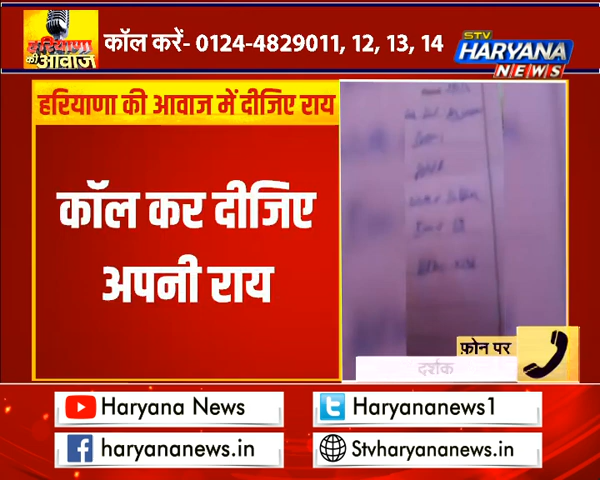 हरियाणा
की आवाज
कॉल करें- 0124-4829011, 12, 13, 14
STV
HARYANA
NEWS
हरियाणा की आवाज में दीजिए राय
कॉल कर दीजिए
अपनी राय
फ़ोन पर
दर्शक
Haryana News
Haryananews1
haryananews.in
Stvharyananews.in